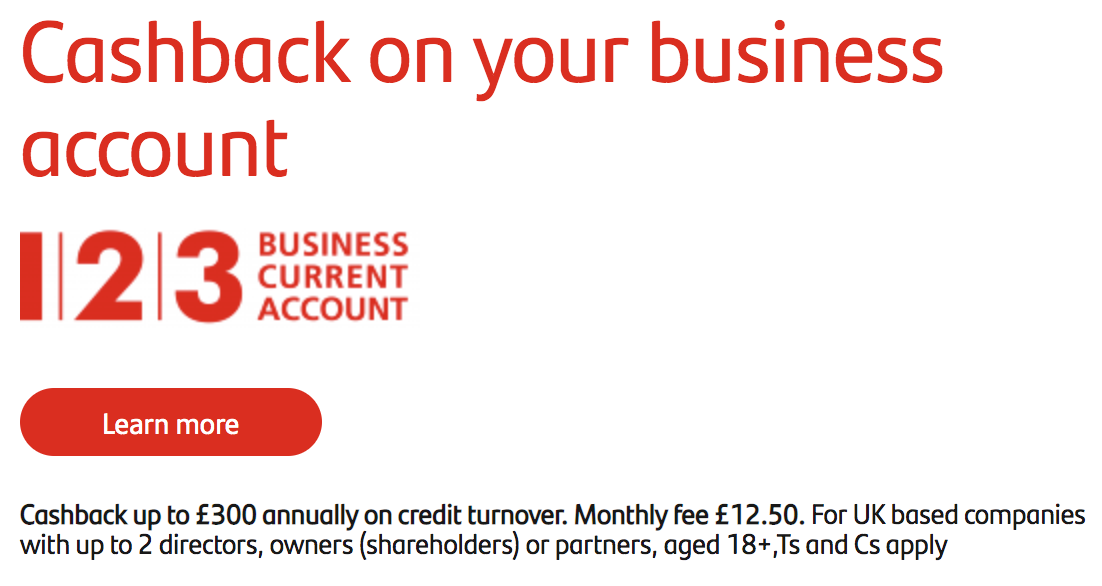 Cashback on your business
account
1|2|3 BUSINESS
CURRENT
ACCOUNT
Learn more
Cashback up to £300 annually on credit turnover. Monthly fee £12.50. For UK based companies
with up to 2 directors, owners (shareholders) or partners, aged 18+,Ts and Cs apply